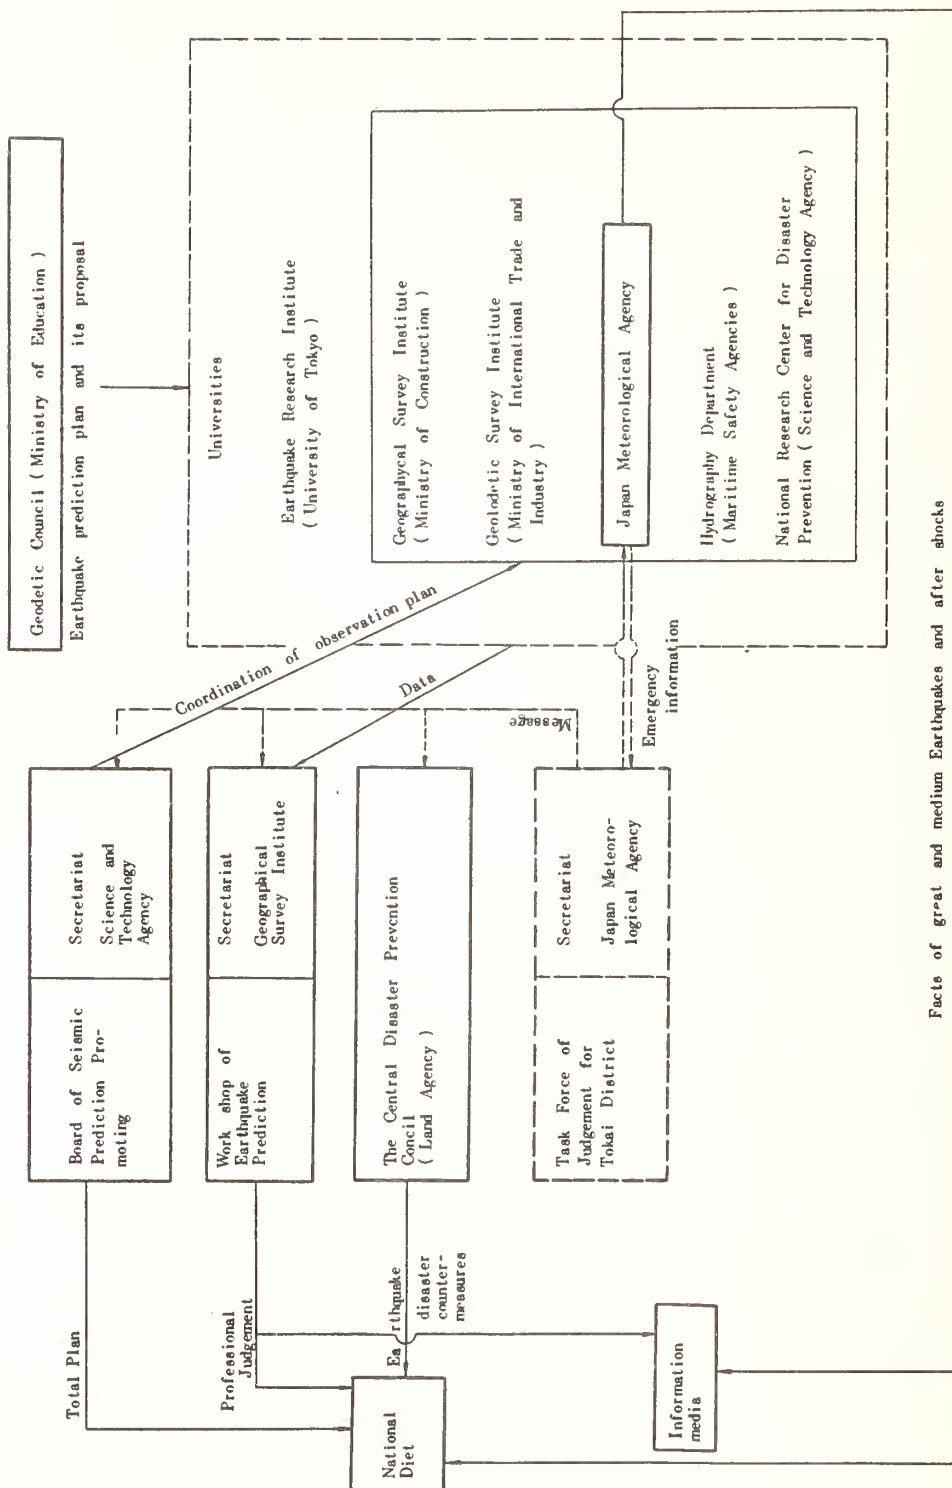 Geodetic Council ( Ministry of Education )
Earthquake prediction plan and its proposal
Universities
Earthquake Research Institute
( University of Tokyo )
Geographycal Survey Institute
( Ministry of Construction )
Geolodetic Survey Institute
( Ministry of International Trade and
Industry )
Japan Meteorological Agency
Hydrography Department
( Maritime Safety Agencies )
National Research Center for Disaster
Prevention ( Science and Technology Agency )
Coordination of observation plan
Data
Message
Emergency
information
Secretariat
Science and
Technology
Agency
Board of Seismic
Prediction Pro-
moting
Secretariat
Geographical
Survey Institute
Work shop of
Earthquake
Prediction
The Central Disaster Prevention
Concil
( Land Agency )
Secretariat
Japan Meteoro-
logical Agency
Task Force of
Judgement for
Tokai District
Total Plan
Professional
Judgement
Ea rthquake
disaster
counter-
measures
National
Diet
Information
media
Facts of great and medium Earthquakes and after shocks